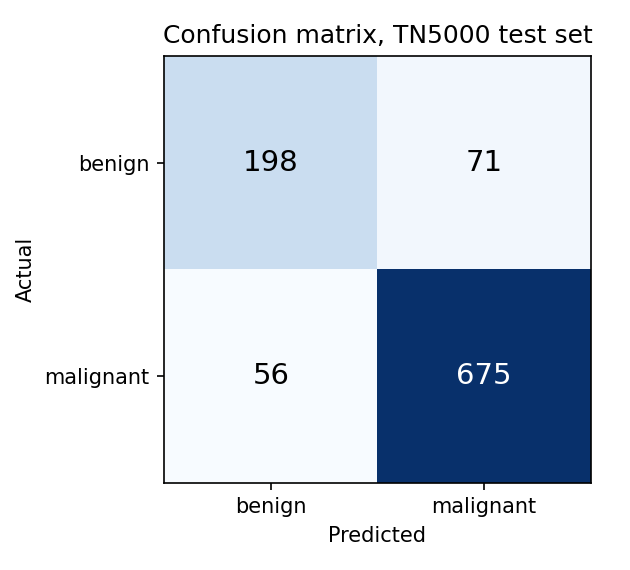 Confusion matrix, TN5000 test set
benign
198
71
Actual
malignant
56
675
benign
malignant
Predicted